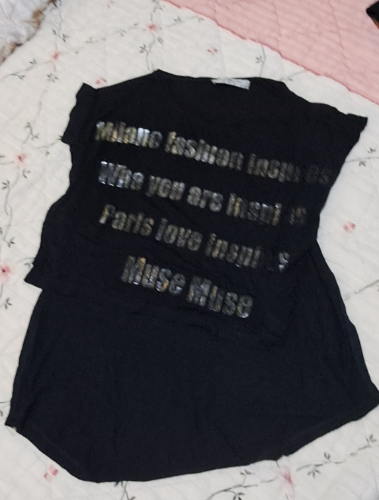 Milano fashion inspires
Who you are inspires
Paris love inspires
Muse Muse